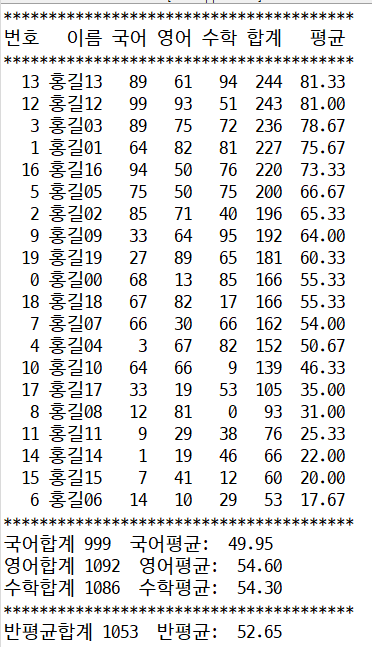 ***************************************
번호 이름 국어 영어 수학 합계 평균
***************************************
13 홍길13 89 61 94 244 81.33
12 홍길12 99 93 51 243 81.00
3 홍길03 89 75 72 236 78.67
1 홍길01 64 82 81 227 75.67
16 홍길16 94 50 76 220 73.33
5 홍길05 75 50 75 200 66.67
2 홍길02 85 71 40 196 65.33
9 홍길09 33 64 95 192 64.00
19 홍길19 27 89 65 181 60.33
0 홍길00 68 13 85 166 55.33
18 홍길18 67 82 17 166 55.33
7 홍길07 66 30 66 162 54.00
4 홍길04 3 67 82 152 50.67
10 홍길10 64 66 9 139 46.33
17 홍길17 33 19 53 105 35.00
8 홍길08 12 81 0 93 31.00
11 홍길11 9 29 38 76 25.33
14 홍길14 1 19 46 66 22.00
15 홍길15 7 41 12 60 20.00
6 홍길06 14 10 29 53 17.67
***************************************
국어합계 999 국어평균: 49.95
영어합계 1092 영어평균: 54.60
수학합계 1086 수학평균: 54.30
***************************************
반평균합계 1053 반평균: 52.65